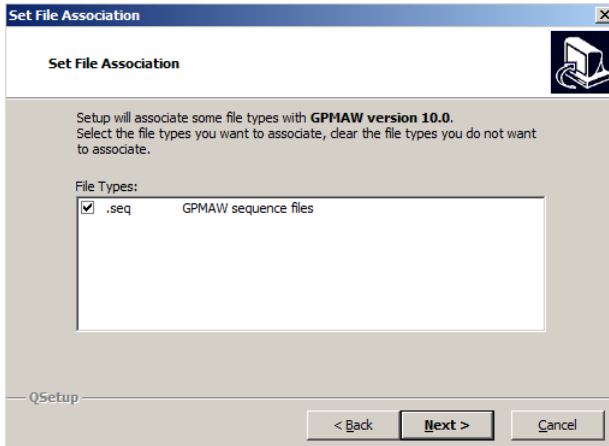 Set File Association
Set File Association
Setup will associate some file types with GPMAW version 10.0.
Select the file types you want to associate, clear the file types you do not want
to associate.
File Types:
.seq GPMAW sequence files
QSetup
< Back Next > Cancel